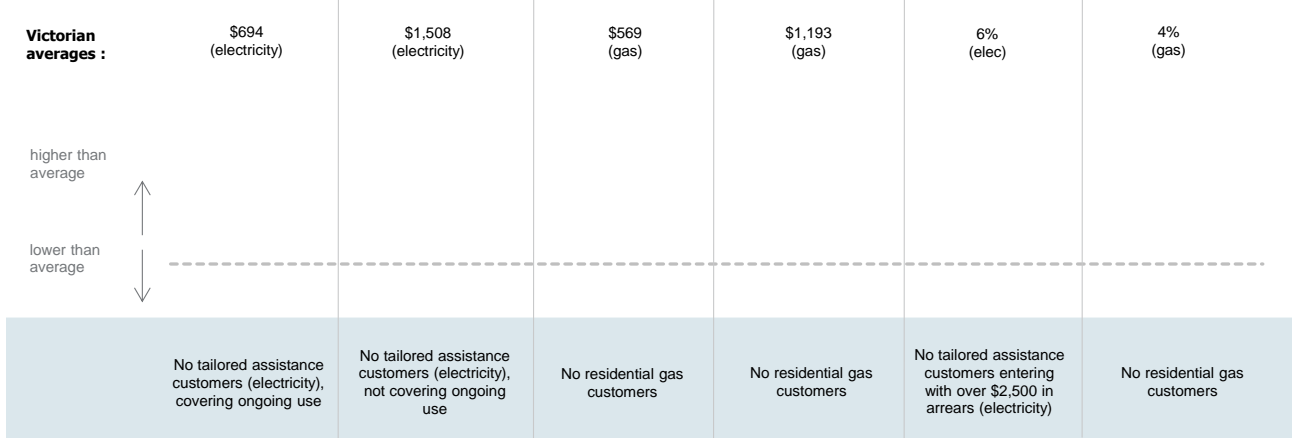 Victorian
averages :
$694
(electricity)
$1,508
(electricity)
$569
(gas)
$1,193
(gas)
6%
(elec)
4%
(gas)
higher than
average
lower than
average
No tailored assistance
customers (electricity),
covering ongoing use
No tailored assistance
customers (electricity),
not covering ongoing
use
No residential gas
customers
No residential gas
customers
No tailored assistance
customers entering
with over $2,500 in
arrears (electricity)
No residential gas
customers